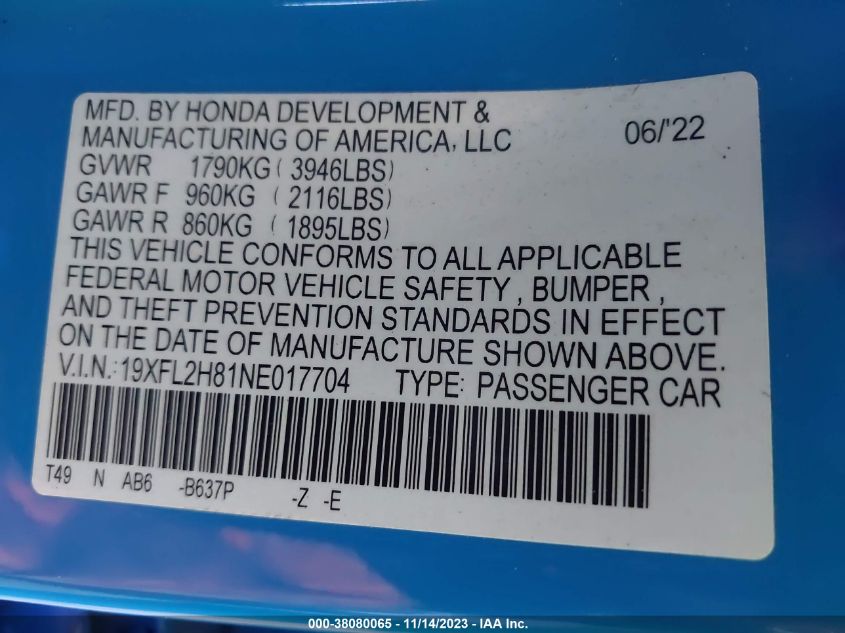 MFD. BY HONDA DEVELOPMENT &
MANUFACTURING OF AMERICA, LLC 06/'22
GVWR 1790KG ( 3946LBS)
GAWR F 960KG ( 2116LBS)
GAWR R 860KG ( 1895LBS)
THIS VEHICLE CONFORMS TO ALL APPLICABLE
FEDERAL MOTOR VEHICLE SAFETY , BUMPER ,
AND THEFT PREVENTION STANDARDS IN EFFECT
ON THE DATE OF MANUFACTURE SHOWN ABOVE.
V.I.N.:19XFL2H81NE017704 TYPE: PASSENGER CAR
T49 N AB6 -B637P -Z -E
000-38080065 - 11/14/2023 - IAA Inc.